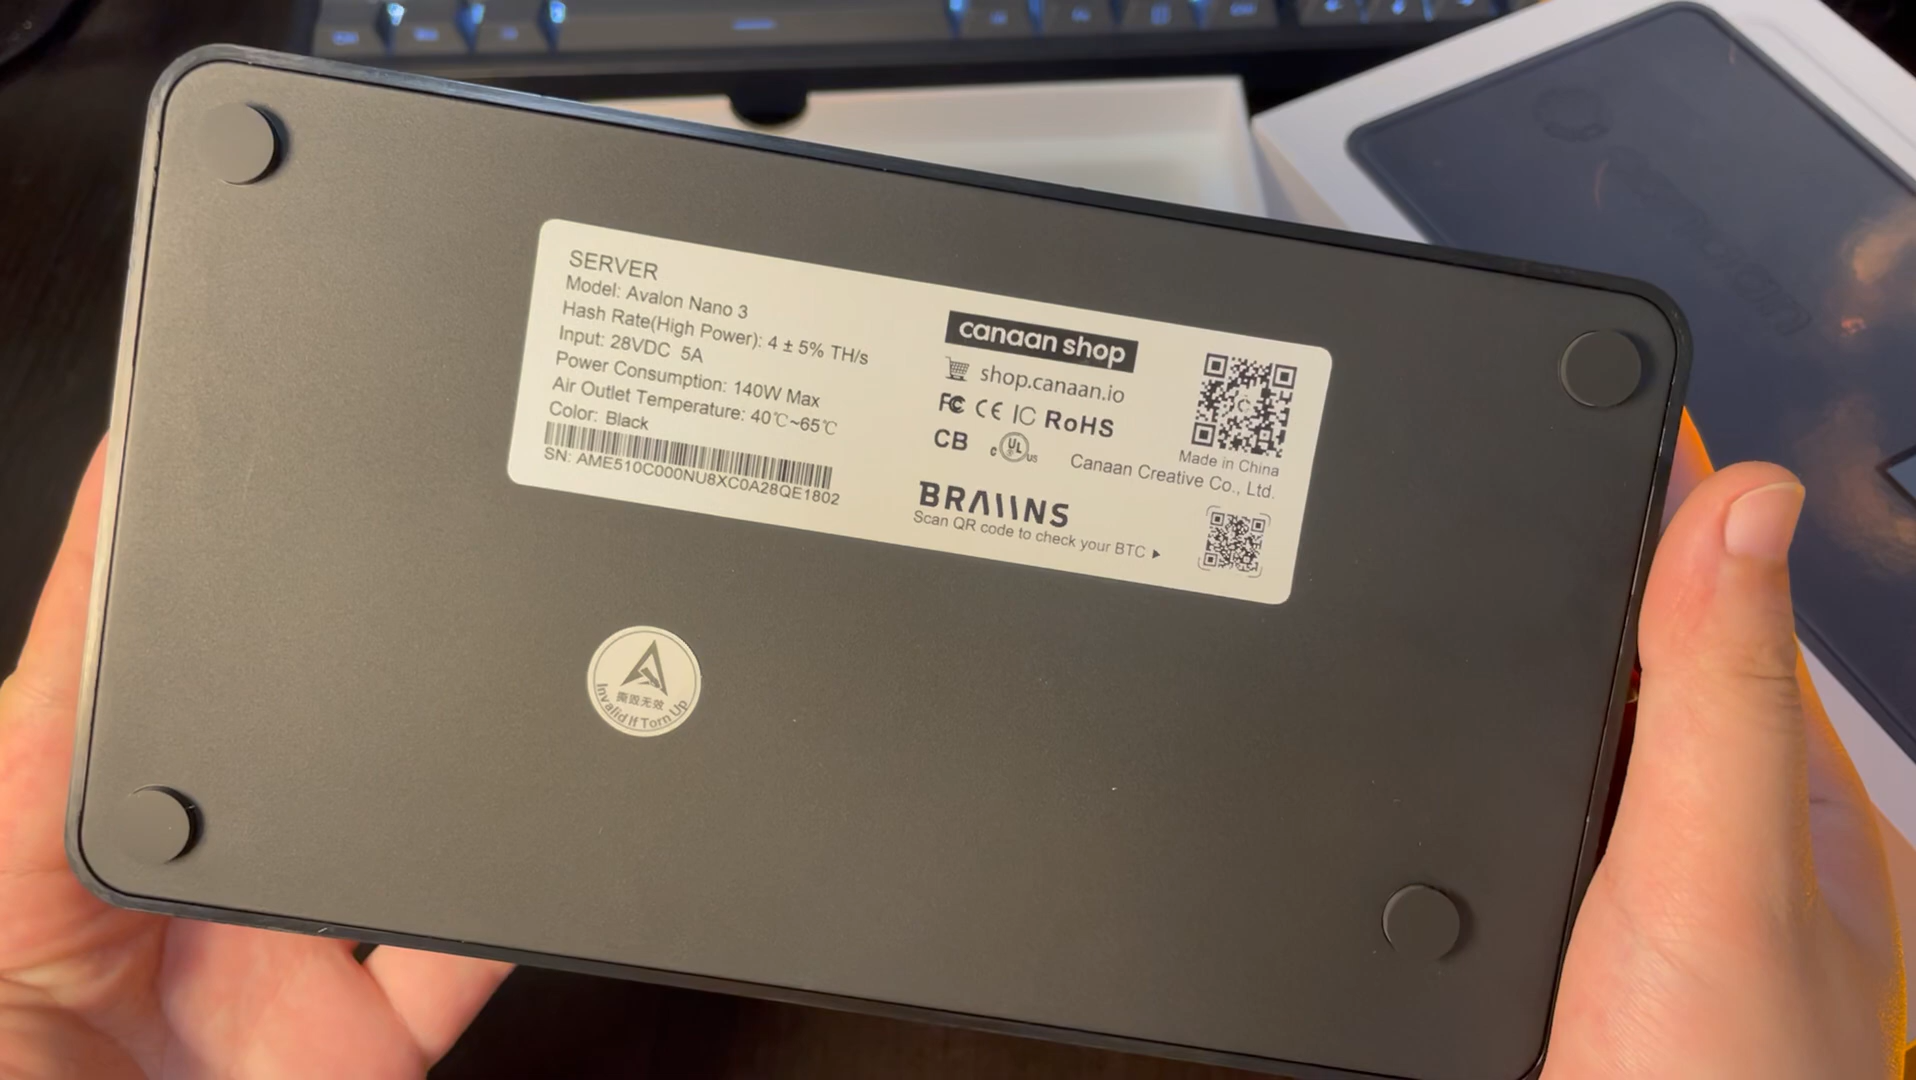 SERVER
Model: Avalon Nano 3
Hash Rate(High Power): 4 ± 5% TH/s
Input: 28VDC 5A
Power Consumption: 140W Max
Air Outlet Temperature: 40℃~65℃
Color: Black
SN: AME510C000NU8XC0A28QE1802
canaan shop
shop.canaan.io
FC CE IC RoHS
CB c UL us
Made in China
Canaan Creative Co., Ltd.
BRAIINS
Scan QR code to check your BTC ▶
撕毁无效
Invalid If Torn Up